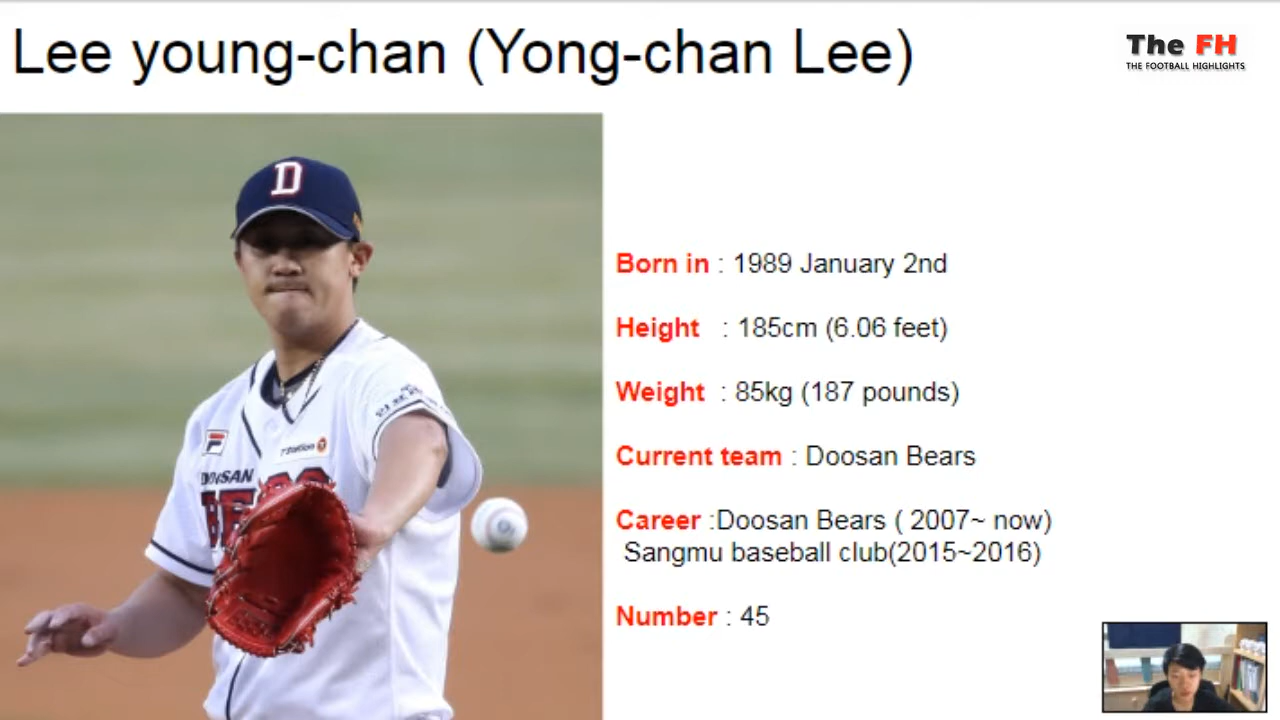 Lee young-chan (Yong-chan Lee)
The FH
THE FOOTBALL HIGHLIGHTS
D
Born in : 1989 January 2nd
Height : 185cm (6.06 feet)
Weight : 85kg (187 pounds)
Current team : Doosan Bears
Career :Doosan Bears ( 2007~ now)
Sangmu baseball club(2015~2016)
Number : 45
T'Station
DOOSAN